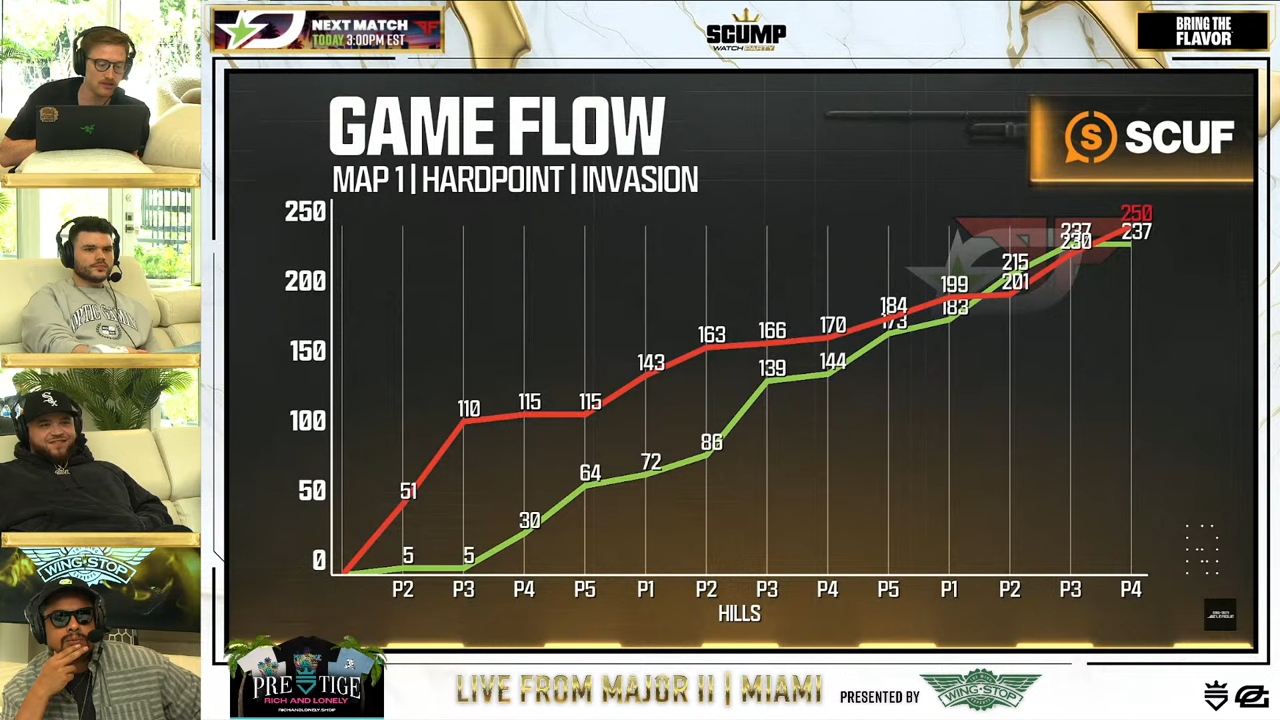 NEXT MATCH
TODAY 3:00PM EST
SCUMP
WATCH PARTY
BRING THE
FLAVOR
GAME FLOW
MAP 1 | HARDPOINT | INVASION
SCUF
250
200
150
100
50
0
51
110
115
115
143
163
166
170
184
199
201
230
250
5
5
30
64
72
86
139
144
173
183
215
237
237
P2 P3 P4 P5 P1 P2 P3 P4 P5 P1 P2 P3 P4
HILLS
WING STOP
PRESTIGE
RICH AND LONELY
RICHANDLONELY.SHOP
LIVE FROM MAJOR II | MIAMI
PRESENTED BY
WING STOP